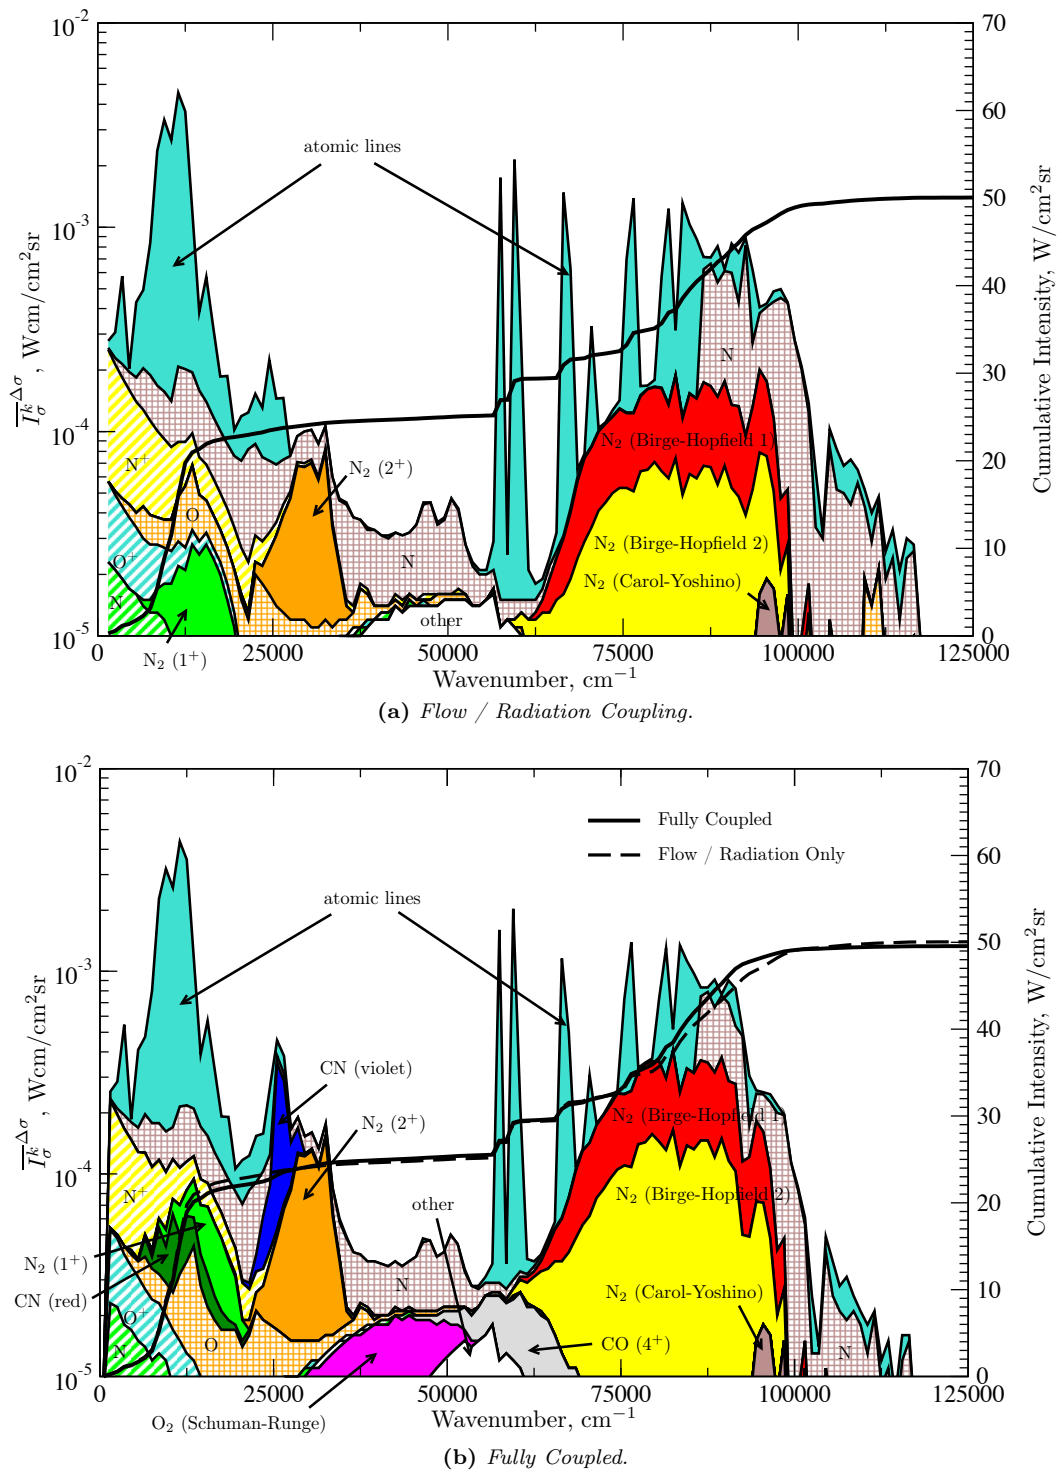 10⁻²
10⁻³
10⁻⁴
10⁻⁵
70
60
50
40
30
20
10
0
I̅ᵏσ^Δσ , Wcm/cm²sr
Cumulative Intensity, W/cm²sr
atomic lines
N
N₂ (Birge-Hopfield 1)
N₂ (2⁺)
N⁺
O
N₂ (Birge-Hopfield 2)
O⁺
N
N₂ (Carol-Yoshino)
N
other
N₂ (1⁺)
0 25000 50000 75000 100000 125000
Wavenumber, cm⁻¹
(a) Flow / Radiation Coupling.
10⁻²
10⁻³
10⁻⁴
10⁻⁵
70
60
50
40
30
20
10
0
I̅ᵏσ^Δσ , Wcm/cm²sr
Cumulative Intensity, W/cm²sr
Fully Coupled
Flow / Radiation Only
atomic lines
CN (violet)
N₂ (2⁺)
N₂ (Birge-Hopfield 1)
N⁺
N₂ (Birge-Hopfield 2)
other
N₂ (1⁺)
N
N₂ (Carol-Yoshino)
CN (red)
O⁺
O
CO (4⁺)
N
N
0 25000 50000 75000 100000 125000
O₂ (Schuman-Runge)
Wavenumber, cm⁻¹
(b) Fully Coupled.